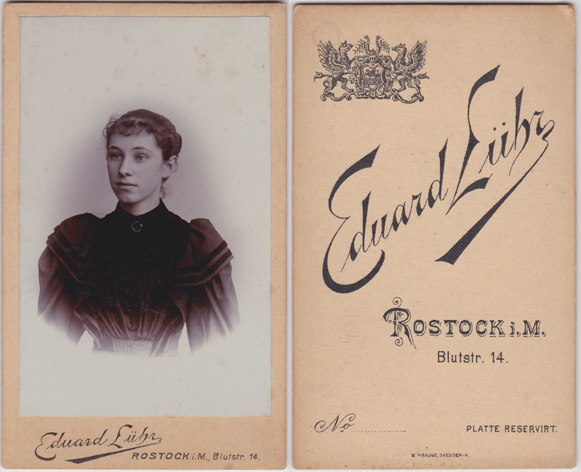 Eduard Lühr
ROSTOCK i. M., Blutstr. 14.
Eduard Lühr
ROSTOCK i. M.
Blutstr. 14.
No
PLATTE RESERVIRT.